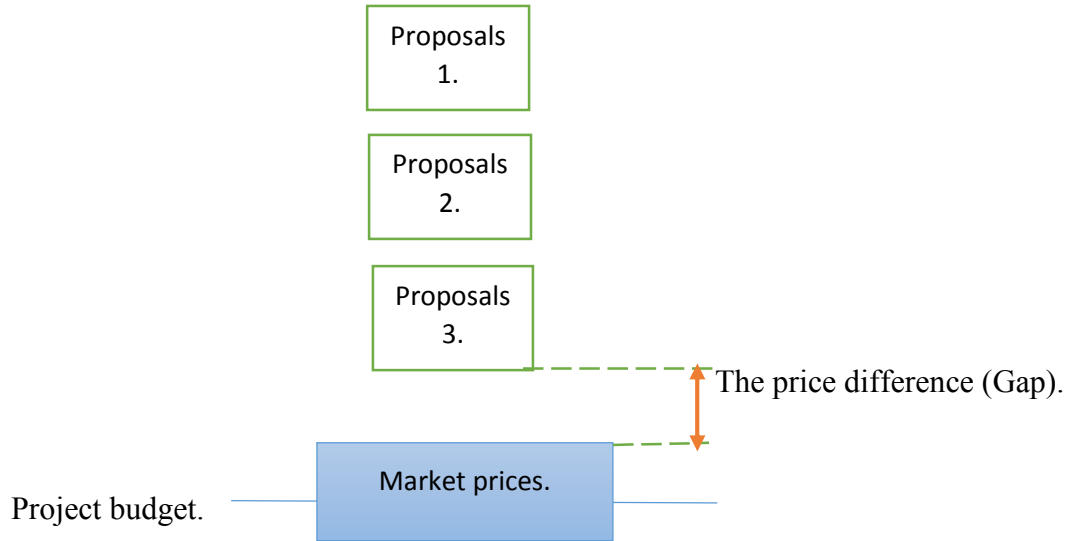 Proposals
1.
Proposals
2.
Proposals
3.
The price difference (Gap).
Market prices.
Project budget.